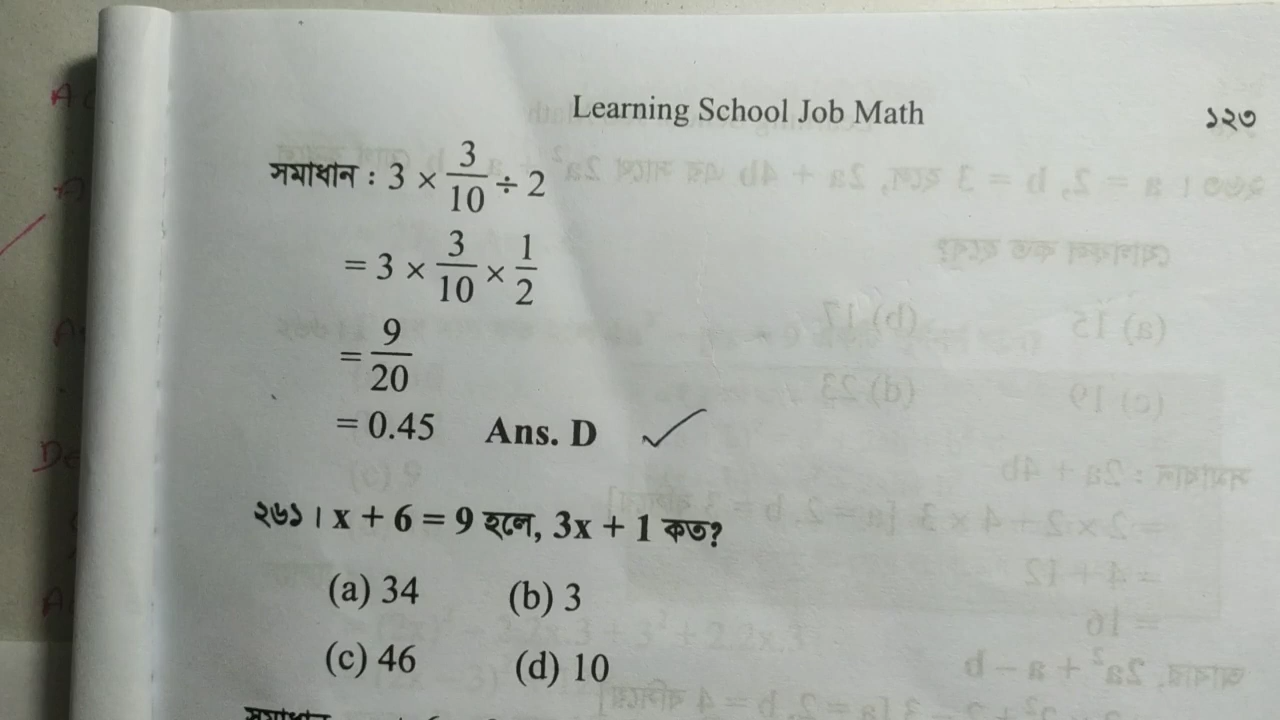 Learning School Job Math ১২৩
সমাধান : 3 × 3/10 ÷ 2
= 3 × 3/10 × 1/2
= 9/20
= 0.45 Ans. D
২৬১। x + 6 = 9 হলে, 3x + 1 কত?
(a) 34 (b) 3
(c) 46 (d) 10
সমাধান